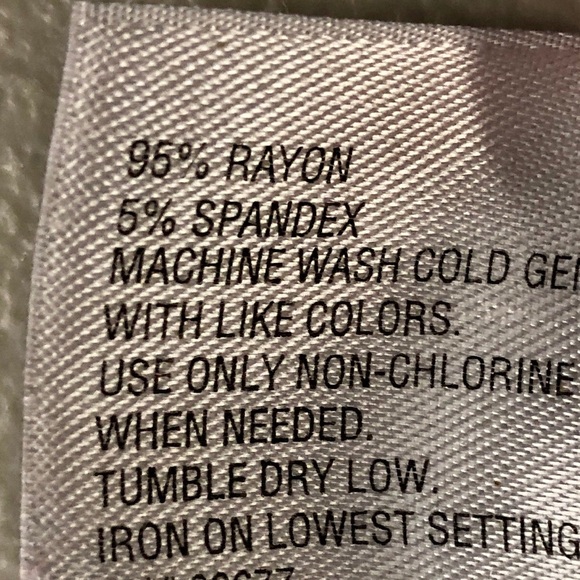 95% RAYON
5% SPANDEX
MACHINE WASH COLD GE
WITH LIKE COLORS.
USE ONLY NON-CHLORINE
WHEN NEEDED.
TUMBLE DRY LOW.
IRON ON LOWEST SETTING